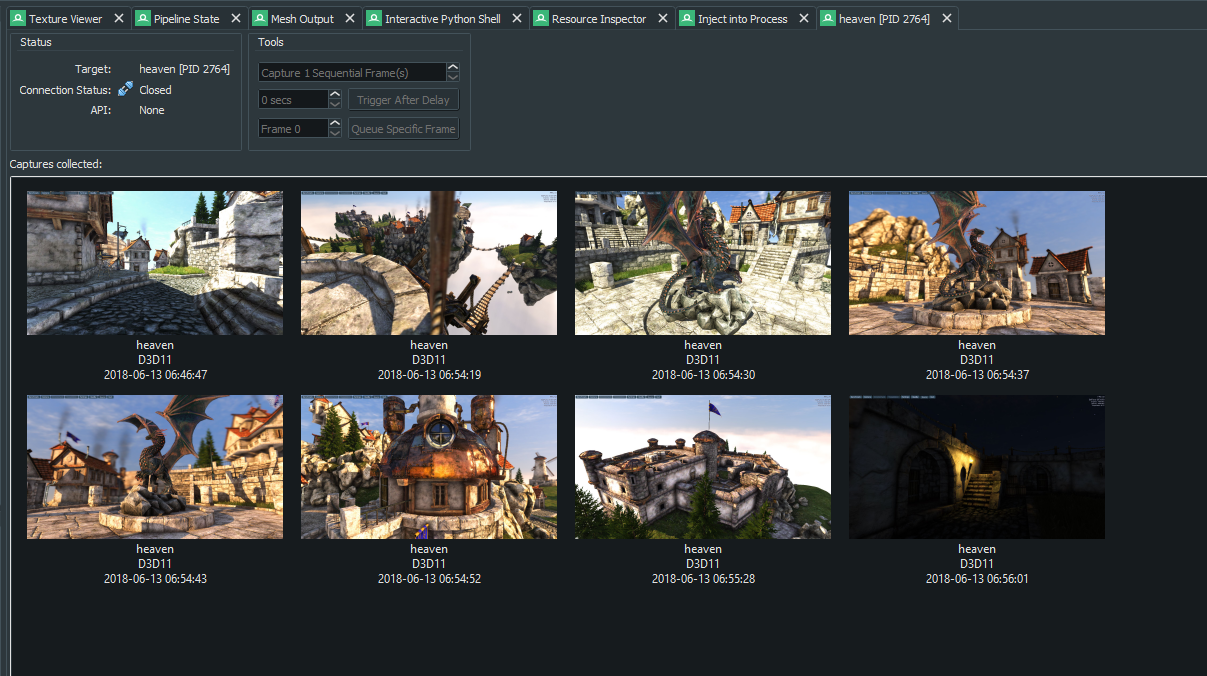 Texture Viewer
Pipeline State
Mesh Output
Interactive Python Shell
Resource Inspector
Inject into Process
heaven [PID 2764]
Status
Target: heaven [PID 2764]
Connection Status: Closed
API: None
Tools
Capture 1 Sequential Frame(s)
0 secs Trigger After Delay
Frame 0 Queue Specific Frame
Captures collected:
heaven
D3D11
2018-06-13 06:46:47
heaven
D3D11
2018-06-13 06:54:19
heaven
D3D11
2018-06-13 06:54:30
heaven
D3D11
2018-06-13 06:54:37
heaven
D3D11
2018-06-13 06:54:43
heaven
D3D11
2018-06-13 06:54:52
heaven
D3D11
2018-06-13 06:55:28
heaven
D3D11
2018-06-13 06:56:01